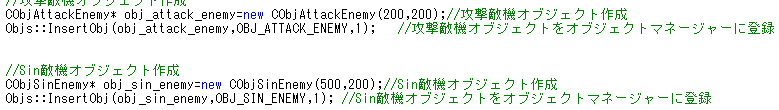 //攻撃敵機オブジェクト作成
CObjAttackEnemy* obj_attack_enemy=new CObjAttackEnemy(200,200);//攻撃敵機オブジェクト作成
Objs::InsertObj(obj_attack_enemy,OBJ_ATTACK_ENEMY,1);   //攻撃敵機オブジェクトをオブジェクトマネージャーに登録
//Sin敵機オブジェクト作成
CObjSinEnemy* obj_sin_enemy=new CObjSinEnemy(500,200);//Sin敵機オブジェクト作成
Objs::InsertObj(obj_sin_enemy,OBJ_SIN_ENEMY,1); //Sin敵機オブジェクトをオブジェクトマネージャーに登録